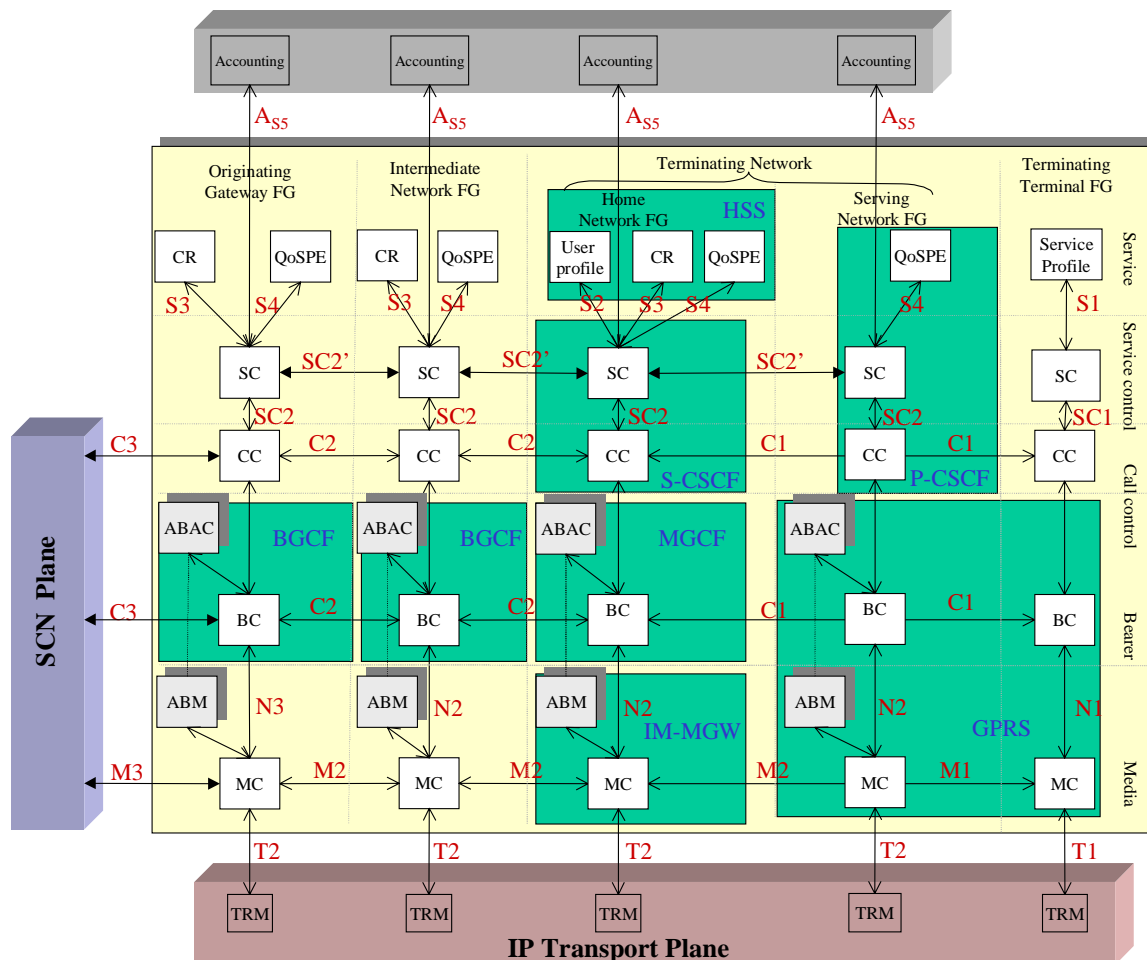 Accounting
Accounting
Accounting
Accounting
AS5
AS5
AS5
AS5
Originating
Gateway FG
Intermediate
Network FG
Terminating Network
Home
Network FG
HSS
Serving
Network FG
Terminating
Terminal FG
CR
QoSPE
CR
QoSPE
User
profile
CR
QoSPE
QoSPE
Service
Profile
Service
S3
S4
S3
S4
S2
S3
S4
S4
S1
SC
SC2’
SC
SC2’
SC
SC2’
SC
SC
Service control
SC2
SC2
SC2
SC2
SC1
C3
CC
C2
CC
C2
CC
C1
CC
C1
CC
S-CSCF
P-CSCF
Call control
ABAC
BGCF
ABAC
BGCF
ABAC
MGCF
ABAC
C3
BC
C2
BC
C2
BC
C1
BC
C1
BC
Bearer
SCN Plane
ABM
N3
ABM
N2
ABM
N2
IM-MGW
ABM
N2
GPRS
N1
M3
MC
M2
MC
M2
MC
M2
MC
M1
MC
Media
T2
T2
T2
T2
T1
TRM
TRM
TRM
TRM
TRM
IP Transport Plane